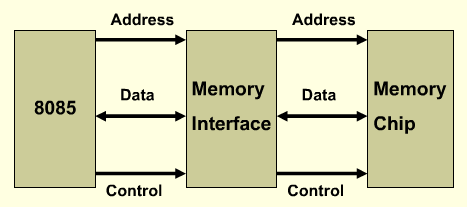 Address
Address
8085
Data
Memory
Interface
Data
Memory
Chip
Control
Control